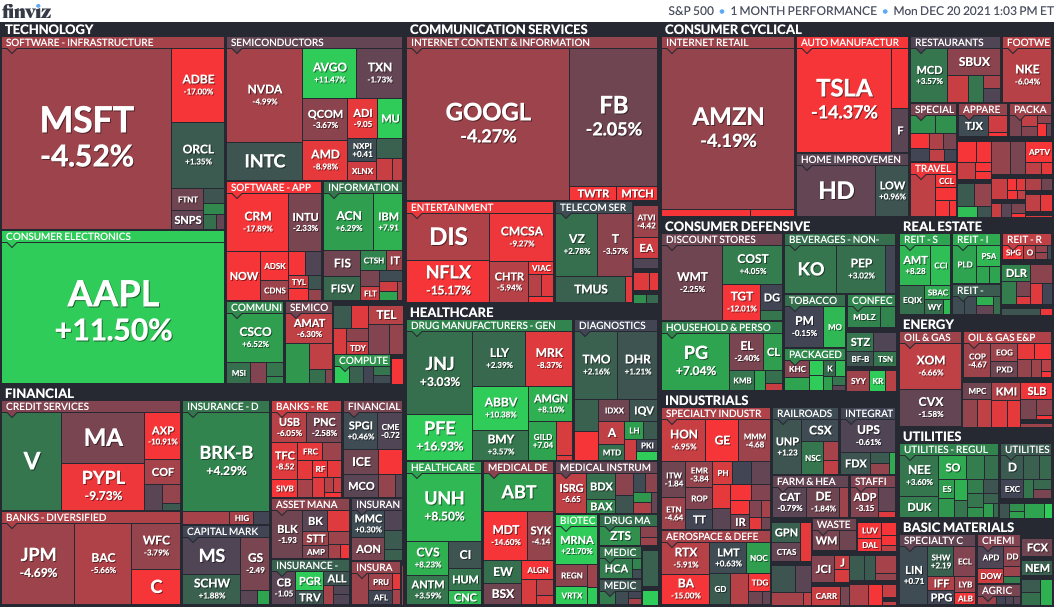 finviz
S&P 500 • 1 MONTH PERFORMANCE • Mon DEC 20 2021 1:03 PM ET
TECHNOLOGY
SOFTWARE - INFRASTRUCTURE
MSFT
-4.52%
ADBE
-17.00%
ORCL
+1.35%
FTNT
SNPS
SEMICONDUCTORS
NVDA
-4.99%
AVGO
+11.47%
TXN
-1.73%
QCOM
-3.67%
ADI
-9.05
MU
INTC
AMD
-8.98%
NXPI
+0.41
XLNX
SOFTWARE - APP
CRM
-17.89%
INTU
-2.33%
NOW
ADSK
CDNS
TYL
INFORMATION
ACN
+6.29%
IBM
+7.91
FIS
CTSH
IT
FISV
FLT
CONSUMER ELECTRONICS
AAPL
+11.50%
COMMUNI
CSCO
+6.52%
MSI
SEMICO
AMAT
-6.30%
TEL
TDY
COMPUTE
COMMUNICATION SERVICES
INTERNET CONTENT & INFORMATION
GOOGL
-4.27%
FB
-2.05%
TWTR
MTCH
ENTERTAINMENT
DIS
CMCSA
-9.27%
NFLX
-15.17%
CHTR
-5.94%
VIAC
TELECOM SER
VZ
+2.78%
T
-3.57%
TMUS
ATVI
-4.42
EA
CONSUMER CYCLICAL
INTERNET RETAIL
AMZN
-4.19%
AUTO MANUFACTUR
TSLA
-14.37%
F
HOME IMPROVEMEN
HD
LOW
+0.96%
RESTAURANTS
MCD
+3.57%
SBUX
FOOTWE
NKE
-6.04%
SPECIAL
APPARE
TJX
PACKA
APTV
TRAVEL
CCL
FINANCIAL
CREDIT SERVICES
V
MA
AXP
-10.91%
PYPL
-9.73%
COF
BANKS - DIVERSIFIED
JPM
-4.69%
BAC
-5.66%
WFC
-3.79%
C
INSURANCE - D
BRK-B
+4.29%
HIG
CAPITAL MARK
MS
GS
-2.49
SCHW
+1.88%
BANKS - RE
USB
-6.05%
PNC
-2.58%
TFC
-8.52
FRC
RF
SIVB
FINANCIAL
SPGI
+0.46%
CME
-0.72
ICE
MCO
ASSET MANA
BLK
-1.93
BK
STT
AMP
INSURAN
MMC
+0.30%
AON
INSURANCE -
CB
-1.05
PGR
ALL
TRV
INSURA
PRU
AFL
HEALTHCARE
DRUG MANUFACTURERS - GEN
JNJ
+3.03%
LLY
+2.39%
MRK
-8.37%
ABBV
+10.38%
AMGN
+8.10%
PFE
+16.93%
BMY
+3.57%
GILD
+7.04
DIAGNOSTICS
TMO
+2.16%
DHR
+1.21%
IDXX
IQV
A
LH
MTD
PKI
HEALTHCARE
UNH
+8.50%
CVS
+8.23%
CI
ANTM
+3.59%
HUM
CNC
MEDICAL DE
ABT
MDT
-14.60%
SYK
-4.14
EW
ALGN
BSX
MEDICAL INSTRUM
ISRG
-6.65
BDX
BAX
BIOTEC
MRNA
+21.70%
REGN
VRTX
DRUG MA
ZTS
MEDIC
HCA
MEDIC
CONSUMER DEFENSIVE
DISCOUNT STORES
WMT
-2.25%
COST
+4.05%
TGT
-12.01%
DG
BEVERAGES - NON-
KO
PEP
+3.02%
HOUSEHOLD & PERSO
PG
+7.04%
EL
-2.40%
CL
KMB
TOBACCO
PM
-0.15%
MO
CONFEC
MDLZ
STZ
BF-B
TSN
PACKAGED
KHC
K
SYY
KR
REAL ESTATE
REIT - S
AMT
+8.28
CCI
EQIX
SBAC
WY
REIT - I
PLD
PSA
REIT -
REIT - R
SPG
O
DLR
ENERGY
OIL & GAS
XOM
-6.66%
CVX
-1.58%
OIL & GAS E&P
COP
-4.67
EOG
PXD
MPC
KMI
SLB
INDUSTRIALS
SPECIALTY INDUSTR
HON
-6.95%
GE
MMM
-4.68
ITW
-1.84
EMR
-3.84
PH
ETN
-4.64
ROP
TT
IR
RAILROADS
UNP
+1.23
CSX
NSC
INTEGRAT
UPS
-0.61%
FDX
FARM & HEA
CAT
-0.79%
DE
-1.84%
STAFFI
ADP
-3.15
AEROSPACE & DEFE
RTX
-5.91%
LMT
+0.63%
NOC
BA
-15.00%
GD
TDG
GPN
CTAS
WASTE
WM
LUV
DAL
JCI
J
CARR
UTILITIES
UTILITIES - REGUL
NEE
+3.60%
SO
ES
DUK
UTILITIES
D
EXC
BASIC MATERIALS
SPECIALTY C
LIN
+0.71
SHW
+2.19
ECL
IFF
LYB
PPG
ALB
CHEMI
APD
DD
DOW
AGRIC
FCX
NEM